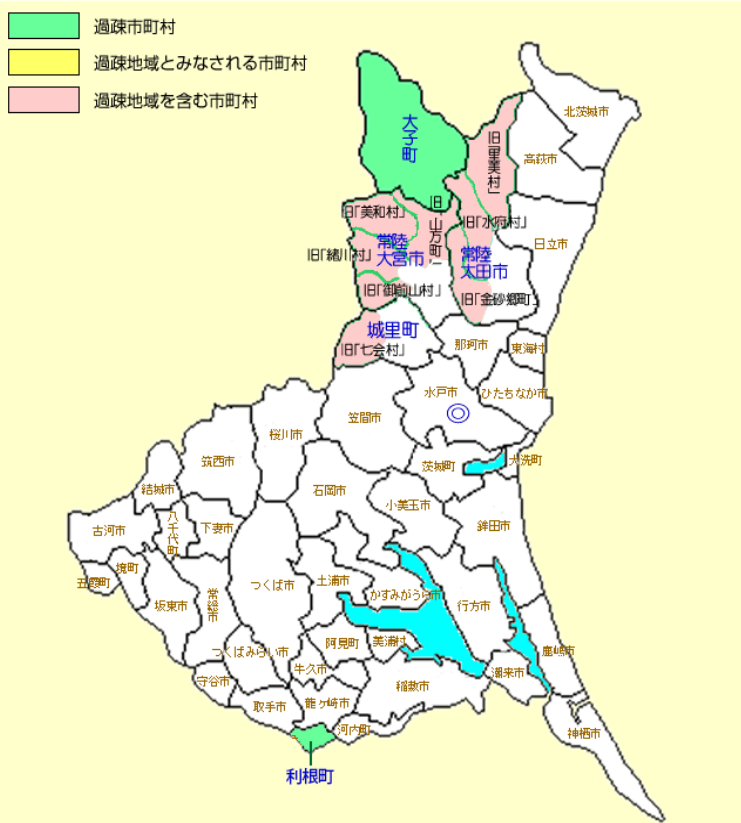 過疎市町村
過疎地域とみなされる市町村
過疎地域を含む市町村
北茨城市
大子町
旧「里美村」
高萩市
旧「美和村」
旧「山方町」
旧「水府村」
日立市
旧「緒川村」
常陸
大宮市
常陸
太田市
旧「御前山村」
旧「金砂郷町」
城里町
旧「七会村」
那珂市
東海村
水戸市
ひたちなか市
笠間市
桜川市
筑西市
茨城町
大洗町
結城市
石岡市
小美玉市
古河市
八千代町
下妻市
鉾田市
五霞町
境町
つくば市
土浦市
かすみがうら市
坂東市
常総市
行方市
つくばみらい市
阿見町
美浦村
鹿嶋市
守谷市
牛久市
稲敷市
潮来市
取手市
龍ヶ崎市
河内町
神栖市
利根町